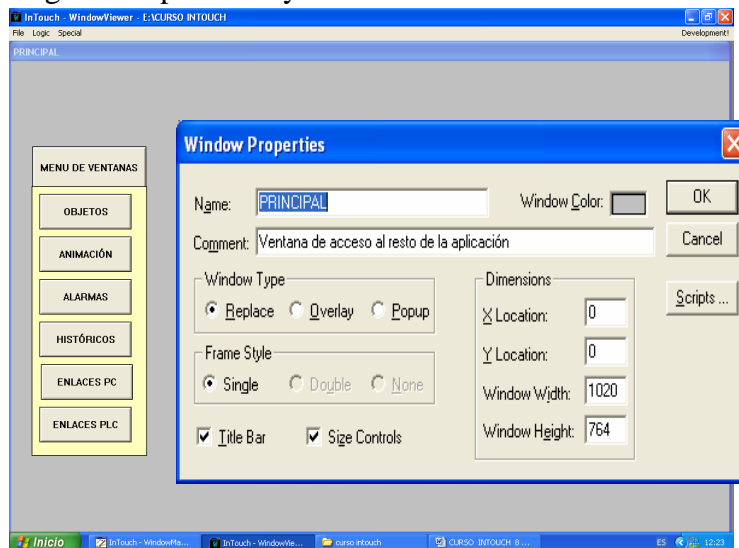 InTouch - WindowViewer - E:\CURSO INTOUCH
File Logic Special Development!
PRINCIPAL
Window Properties
MENU DE VENTANAS
OBJETOS
ANIMACIÓN
ALARMAS
HISTÓRICOS
ENLACES PC
ENLACES PLC
Name: PRINCIPAL Window Color: OK
Comment: Ventana de acceso al resto de la aplicación Cancel
Window Type Dimensions Scripts ...
Replace Overlay Popup X Location: 0
Frame Style Y Location: 0
Single Double None Window Width: 1020
Title Bar Size Controls Window Height: 764
Inicio InTouch - WindowMa... InTouch - WindowVie... curso intouch CURSO INTOUCH 8 ... ES 12:23